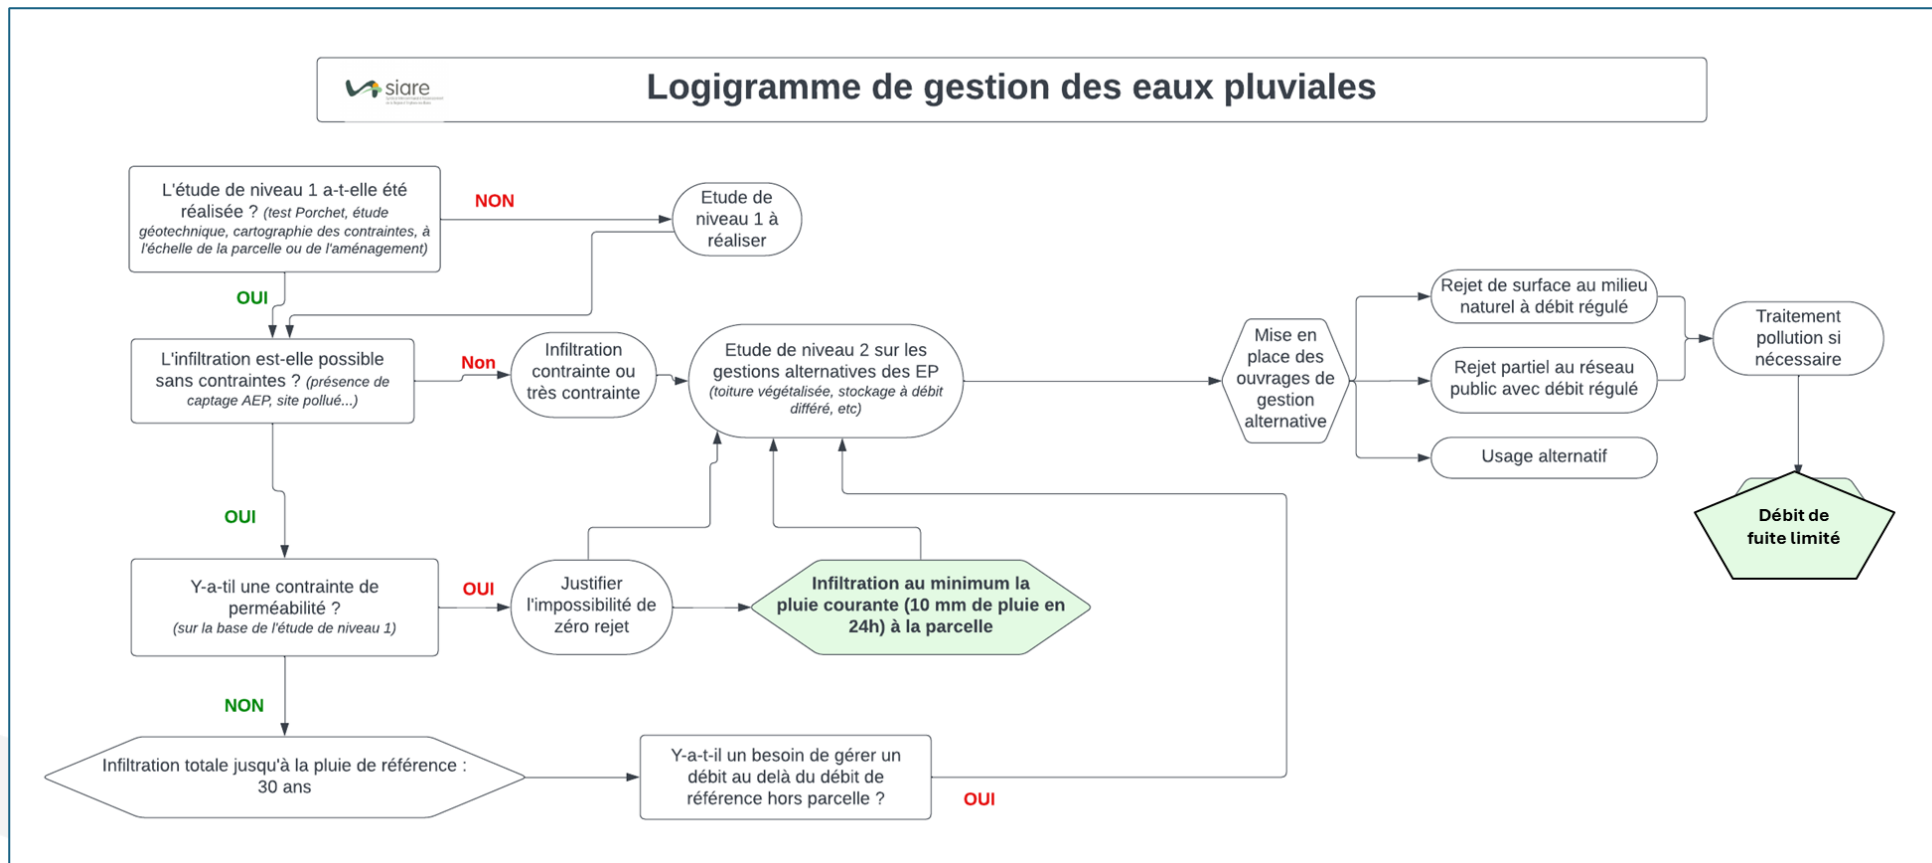 siare
Logigramme de gestion des eaux pluviales
L'étude de niveau 1 a-t-elle été
réalisée ? (test Porchet, étude
géotechnique, cartographie des contraintes, à
l'échelle de la parcelle ou de l'aménagement)
NON
Etude de
niveau 1 à
réaliser
OUI
L'infiltration est-elle possible
sans contraintes ? (présence de
captage AEP, site pollué...)
Non
Infiltration
contrainte ou
très contrainte
Etude de niveau 2 sur les
gestions alternatives des EP
(toiture végétalisée, stockage à débit
différé, etc)
Mise en
place des
ouvrages de
gestion
alternative
Rejet de surface au milieu
naturel à débit régulé
Rejet partiel au réseau
public avec débit régulé
Usage alternatif
Traitement
pollution si
nécessaire
Débit de
fuite limité
OUI
Y-a-til une contrainte de
perméabilité ?
(sur la base de l'étude de niveau 1)
OUI
Justifier
l'impossibilité de
zéro rejet
Infiltration au minimum la
pluie courante (10 mm de pluie en
24h) à la parcelle
NON
Infiltration totale jusqu'à la pluie de référence :
30 ans
Y-a-t-il un besoin de gérer un
débit au delà du débit de
référence hors parcelle ?
OUI